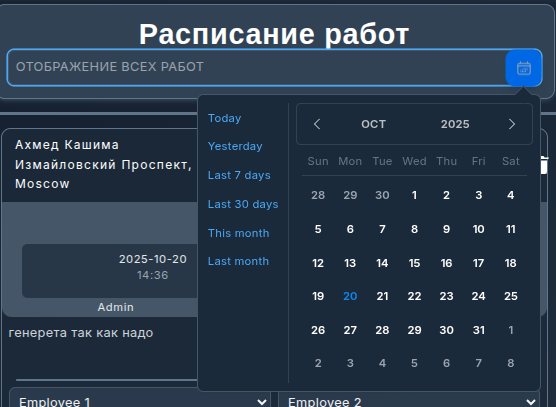 Расписание работ
ОТОБРАЖЕНИЕ ВСЕХ РАБОТ
Ахмед Кашима
Измайловский Проспект,
Moscow
2025-10-20
14:36
Admin
генерета так как надо
Employee 1
Employee 2
Today
Yesterday
Last 7 days
Last 30 days
This month
Last month
OCT 2025
Sun Mon Tue Wed Thu Fri Sat
28 29 30 1 2 3 4
5 6 7 8 9 10 11
12 13 14 15 16 17 18
19 20 21 22 23 24 25
26 27 28 29 30 31 1
2 3 4 5 6 7 8